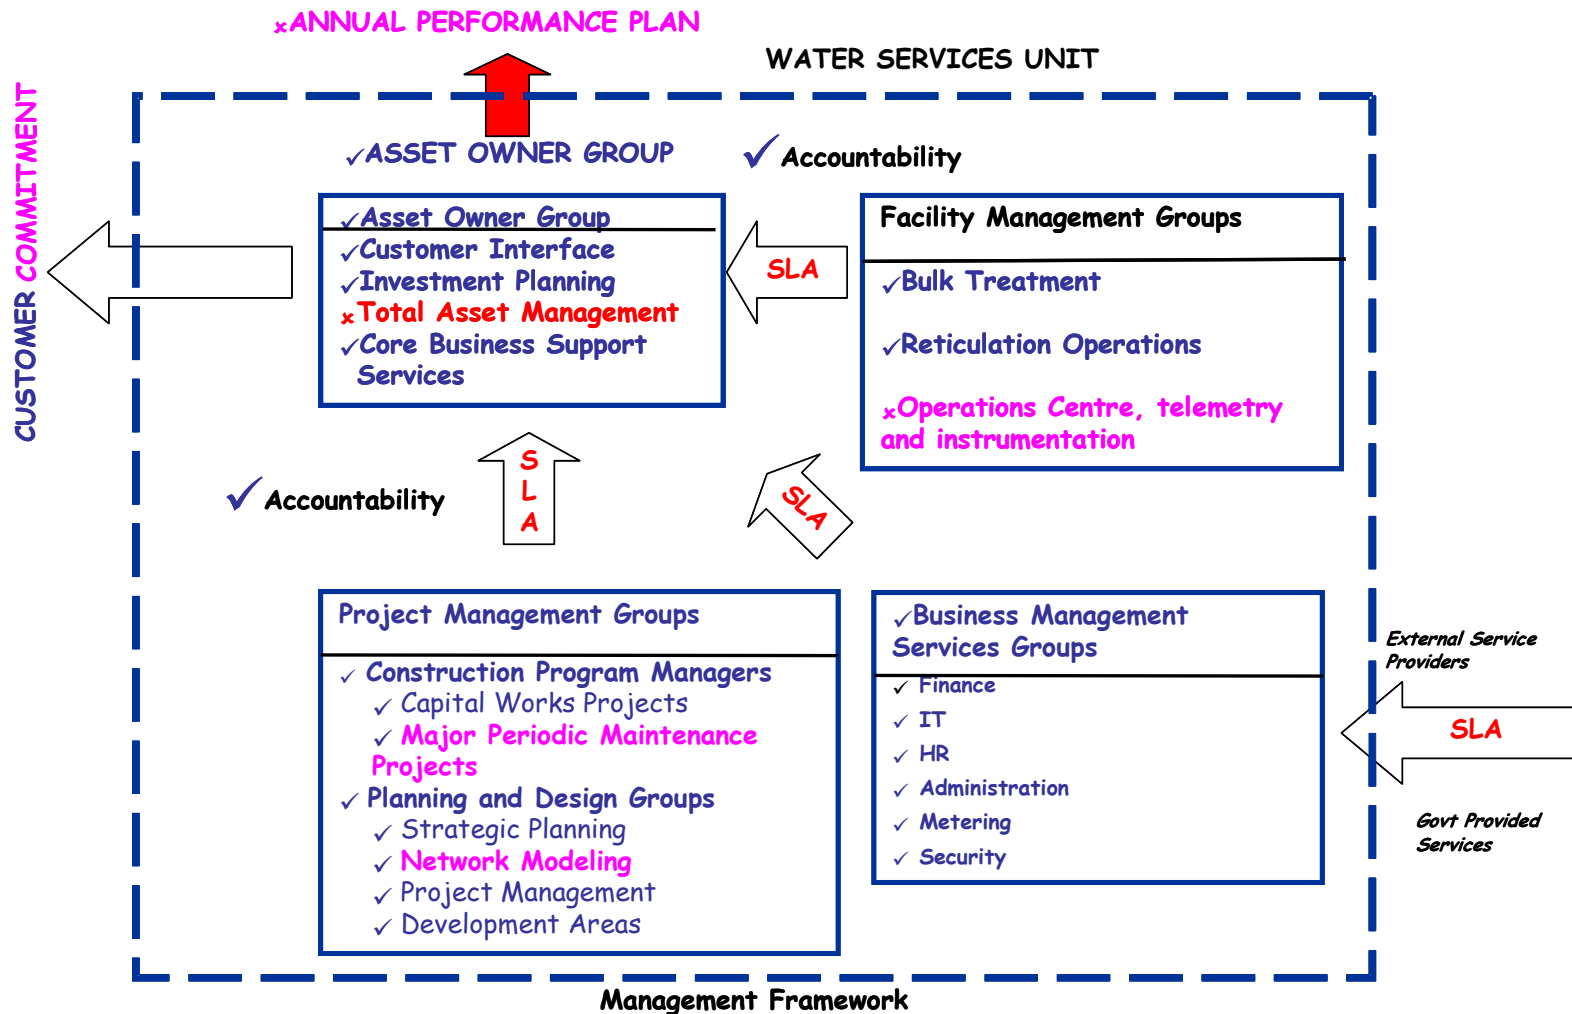 ×ANNUAL PERFORMANCE PLAN
WATER SERVICES UNIT
CUSTOMER COMMITMENT
✓ASSET OWNER GROUP
✓Accountability
✓Asset Owner Group
✓Customer Interface
✓Investment Planning
×Total Asset Management
✓Core Business Support
Services
SLA
Facility Management Groups
✓Bulk Treatment
✓Reticulation Operations
×Operations Centre, telemetry
and instrumentation
✓Accountability
S
L
A
SLA
Project Management Groups
✓ Construction Program Managers
✓ Capital Works Projects
✓ Major Periodic Maintenance
Projects
✓ Planning and Design Groups
✓ Strategic Planning
✓ Network Modeling
✓ Project Management
✓ Development Areas
✓Business Management
Services Groups
✓ Finance
✓ IT
✓ HR
✓ Administration
✓ Metering
✓ Security
External Service
Providers
SLA
Govt Provided
Services
Management Framework